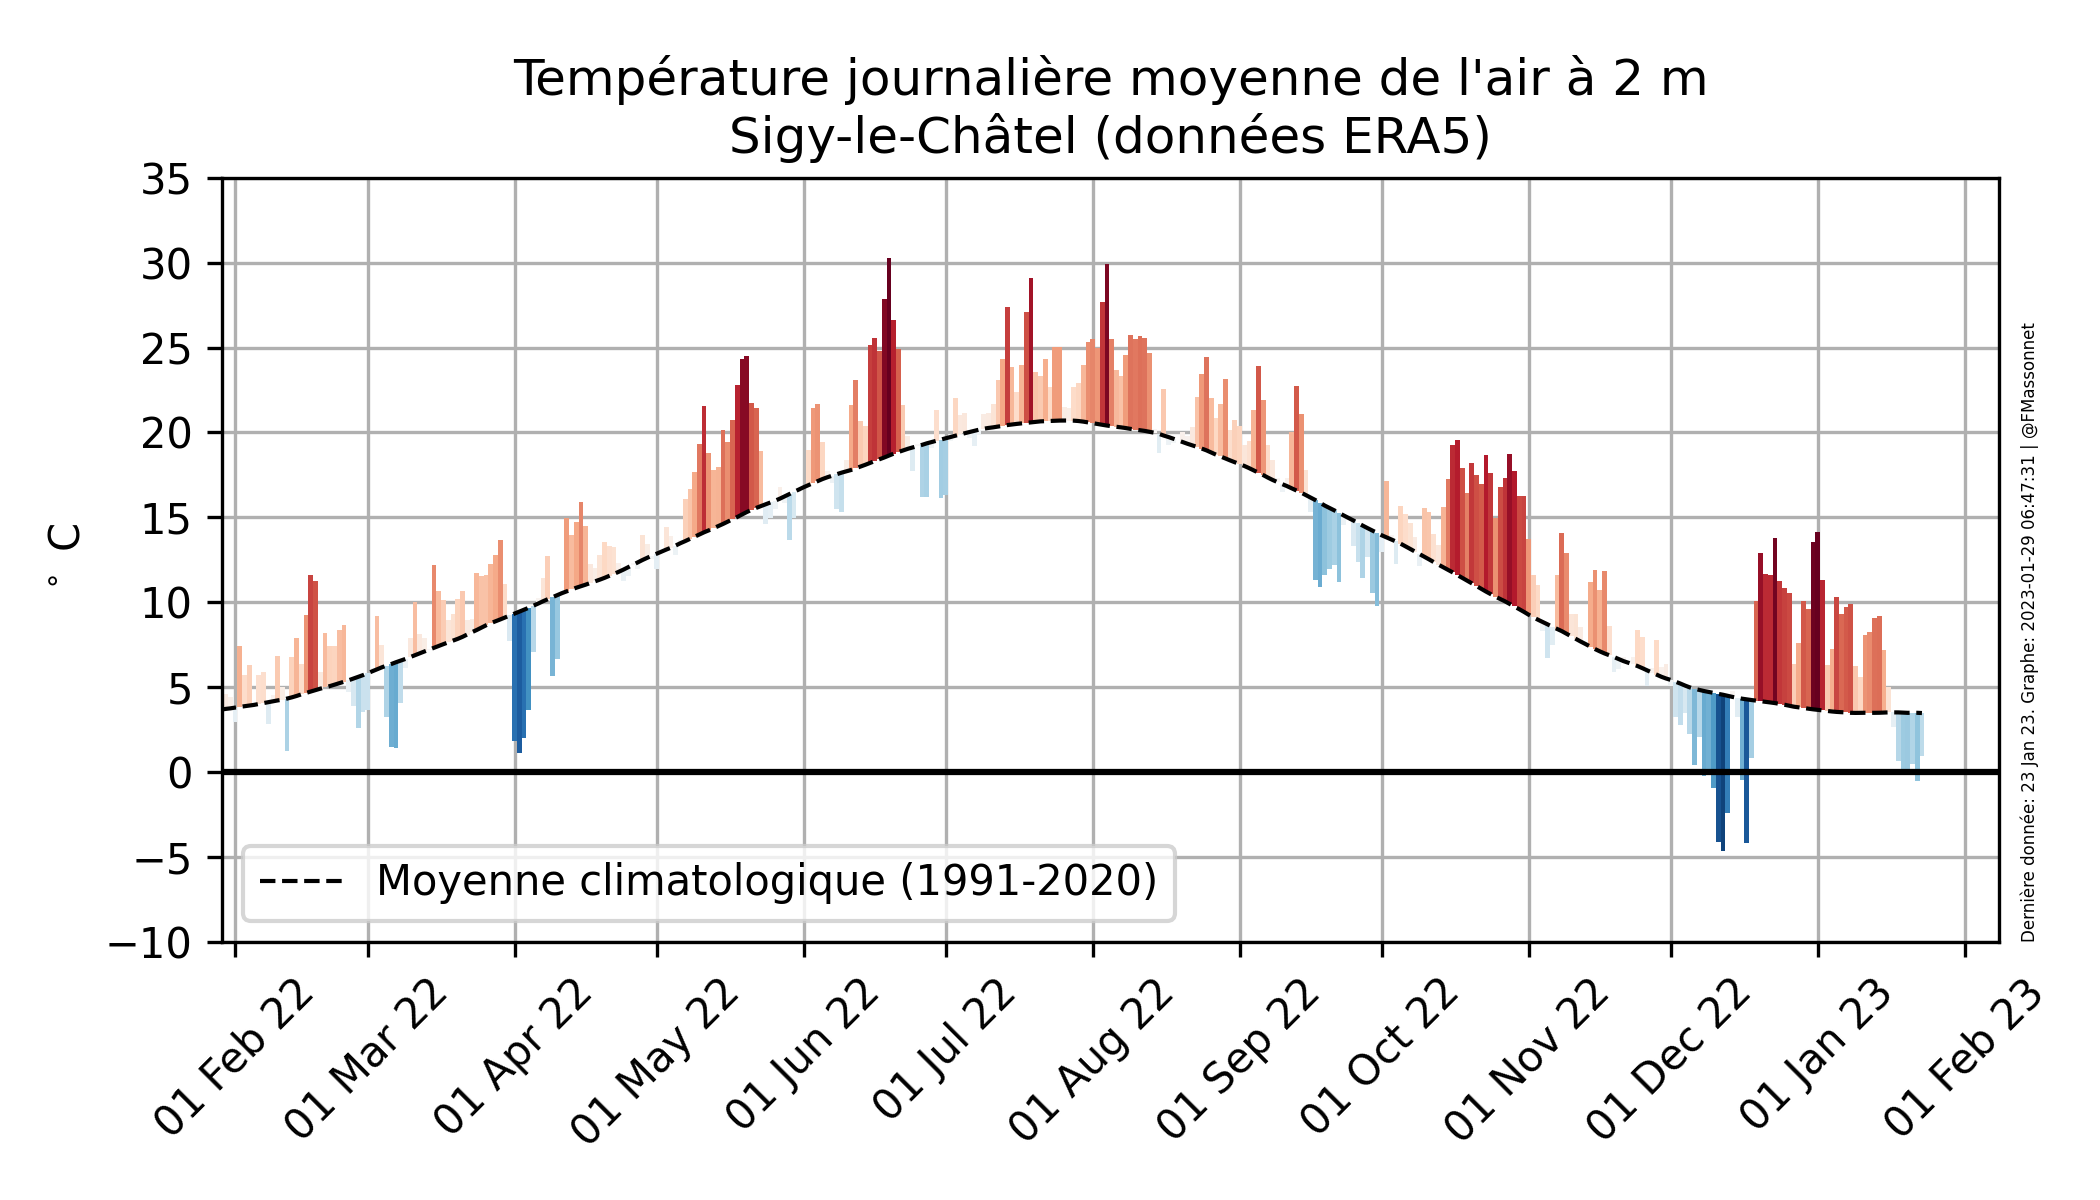 Température journalière moyenne de l'air à 2 m
Sigy-le-Châtel (données ERA5)
35
30
25
20
15
10
5
0
−5
−10
° C
Moyenne climatologique (1991-2020)
01 Feb 22
01 Mar 22
01 Apr 22
01 May 22
01 Jun 22
01 Jul 22
01 Aug 22
01 Sep 22
01 Oct 22
01 Nov 22
01 Dec 22
01 Jan 23
01 Feb 23
Dernière donnée: 23 Jan 23. Graphe: 2023-01-29 06:47:31 | @FMassonnet